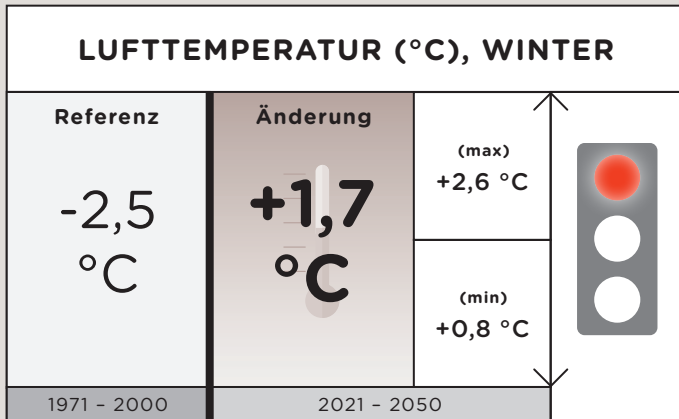 LUFTTEMPERATUR (°C), WINTER
Referenz
-2,5
°C
Änderung
+1,7
°C
(max)
+2,6 °C
(min)
+0,8 °C
1971 – 2000
2021 – 2050